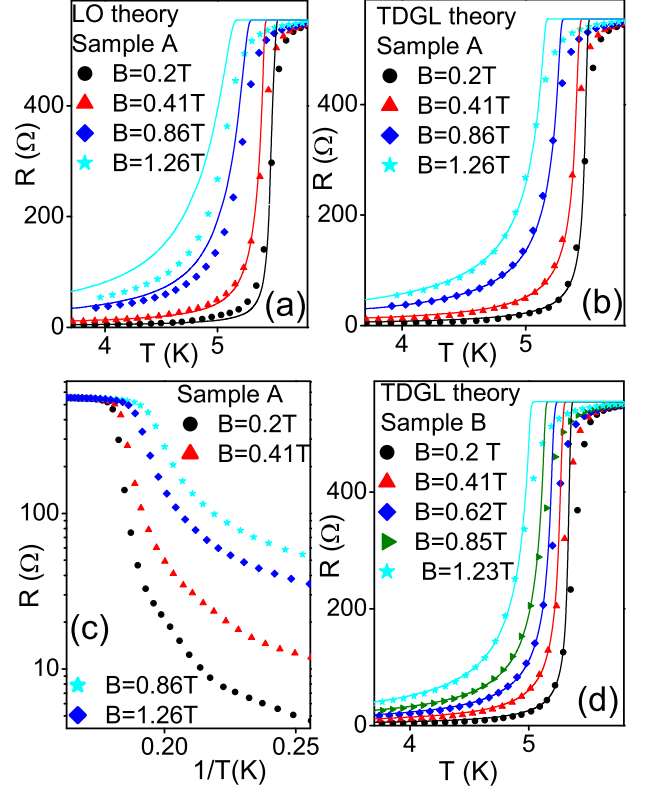 LO theory
Sample A
B=0.2T
B=0.41T
B=0.86T
B=1.26T
R (Ω)
400
200
0
4
5
T (K)
(a)
TDGL theory
Sample A
B=0.2T
B=0.41T
B=0.86T
B=1.26T
R (Ω)
400
200
0
4
5
T (K)
(b)
Sample A
B=0.2T
B=0.41T
R (Ω)
100
10
(c)
B=0.86T
B=1.26T
0.20
0.25
1/T(K)
TDGL theory
Sample B
B=0.2 T
B=0.41T
B=0.62T
B=0.85T
B=1.23T
R (Ω)
400
200
0
4
5
T (K)
(d)